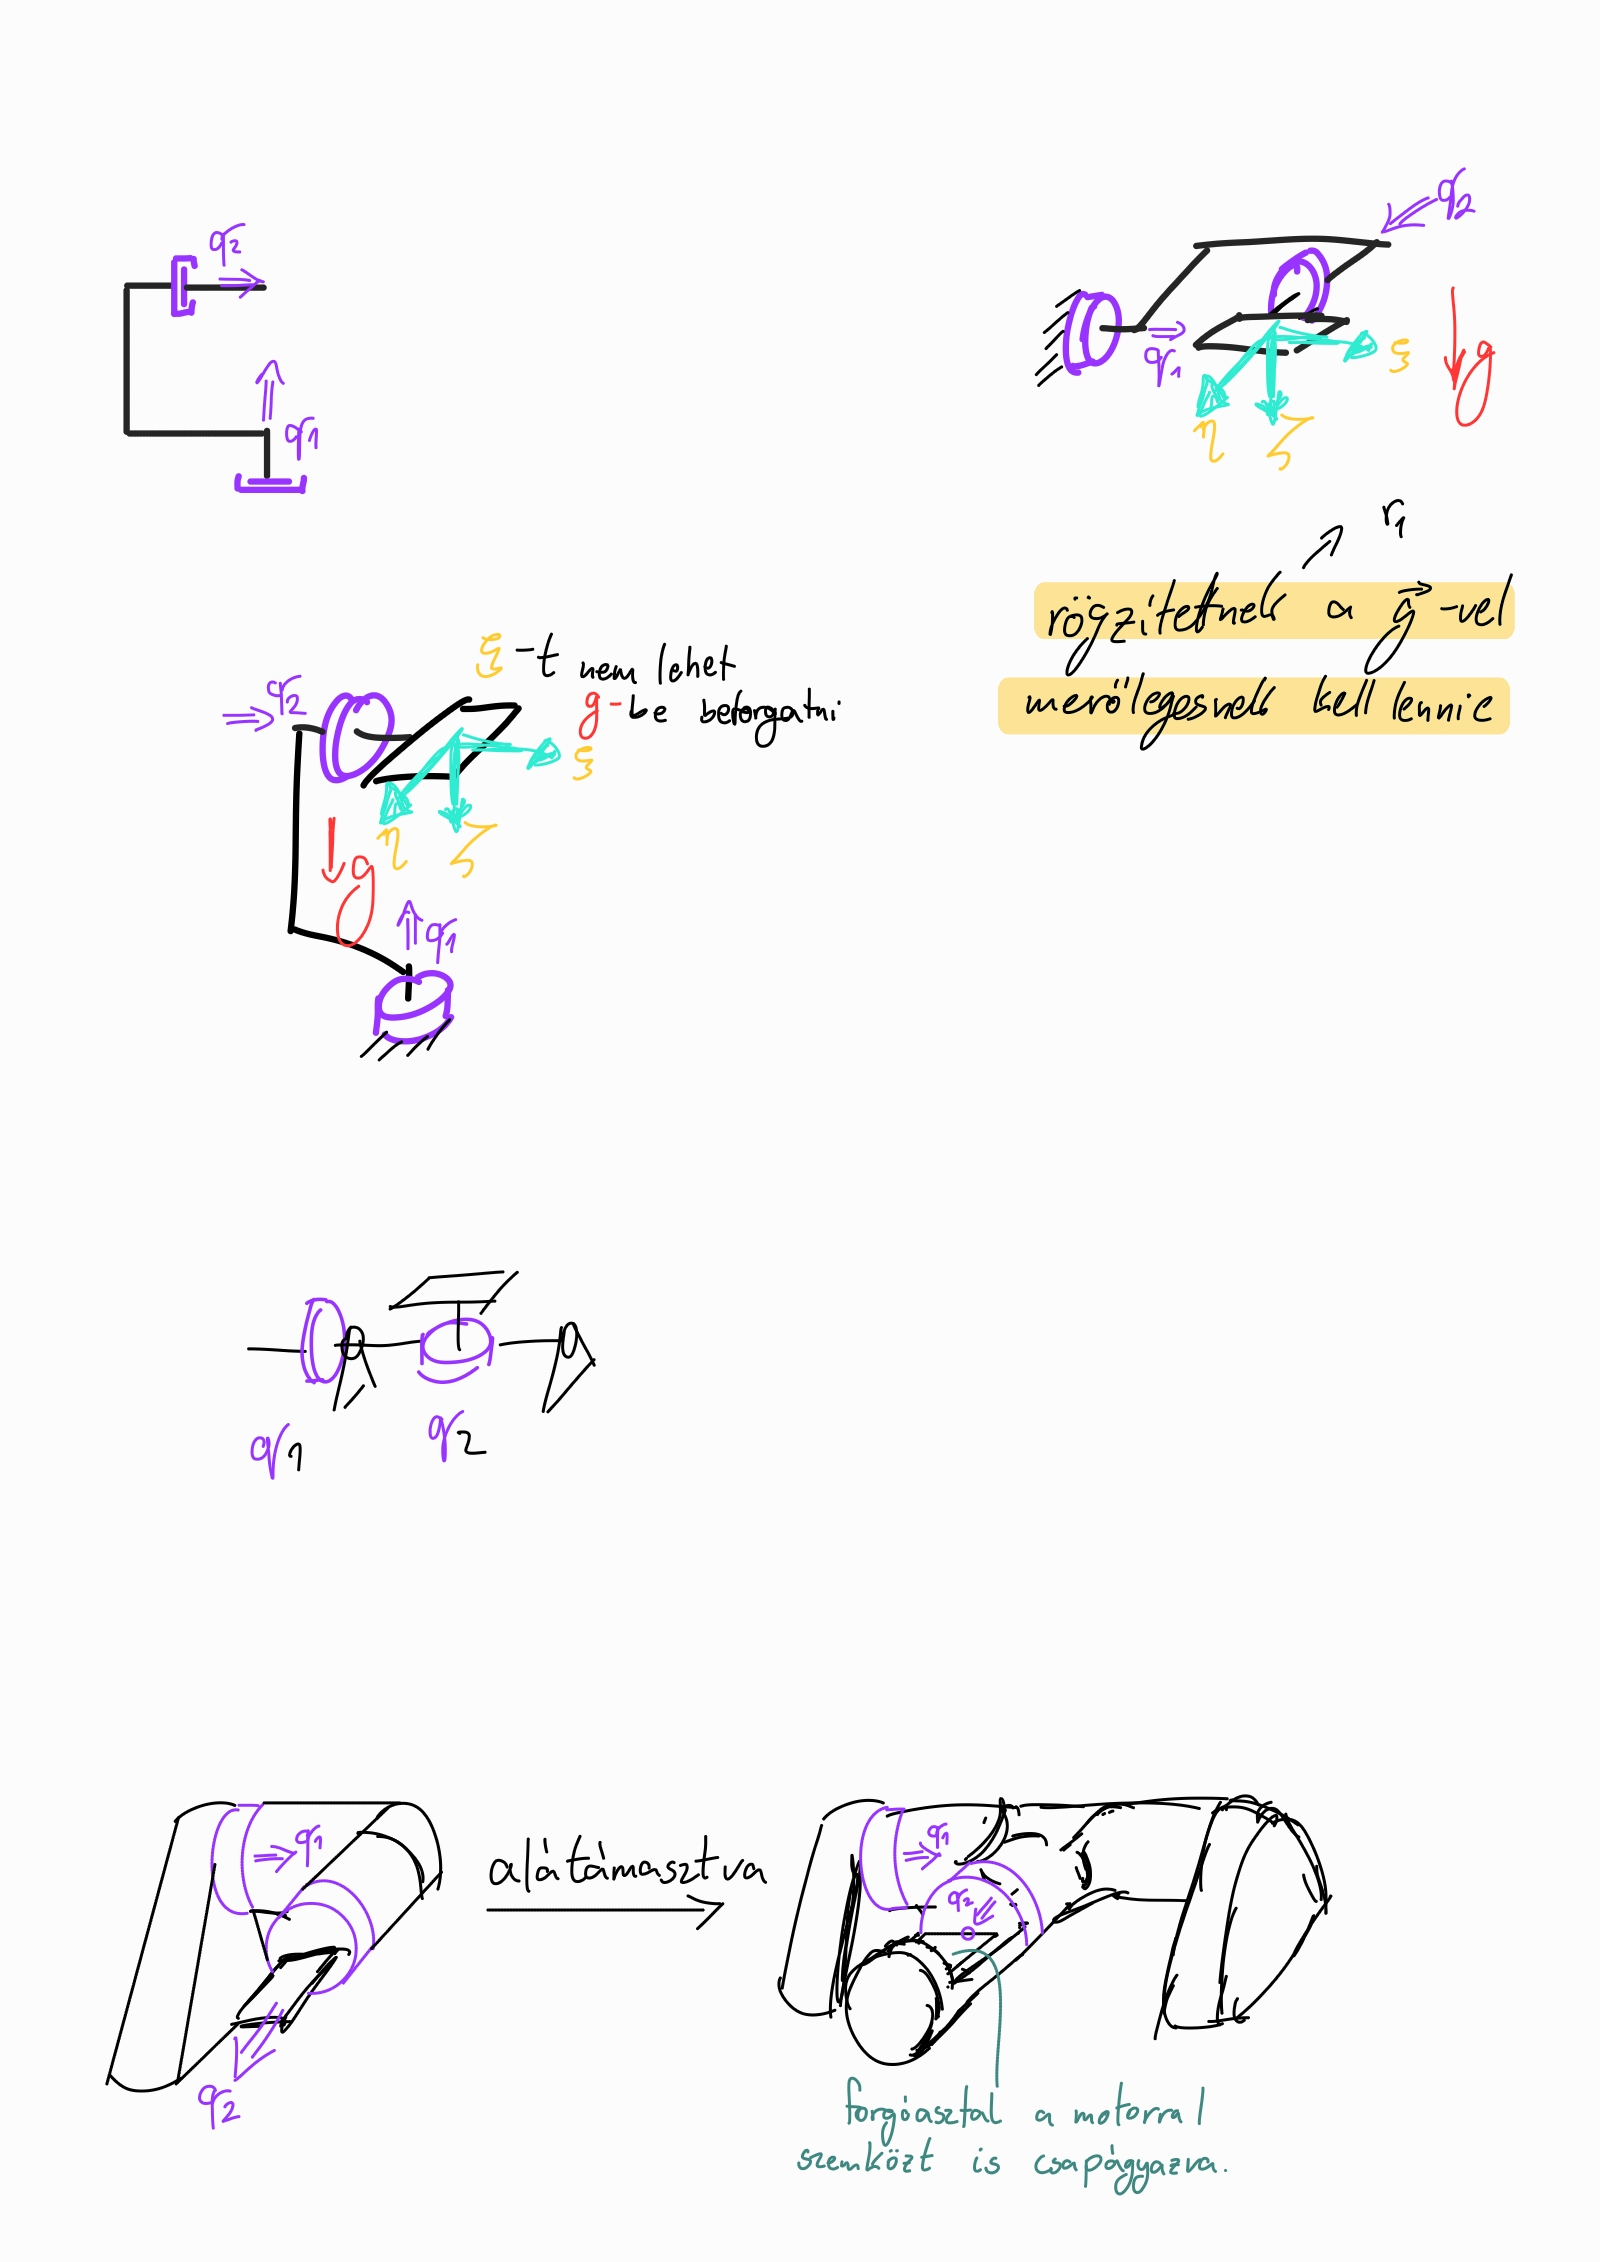 q2
q1
q2
q1
ξ
η
ζ
g
r1
rögzítettnek a g⃗ -vel
merőlegesnek kell lennie
ξ -t nem lehet
g- be beforgatni
q2
ξ
η
ζ
g
q1
q1
q2
q1
q2
alátámasztva
q1
q2
forgóasztal a motorral
szemközt is csapágyazva.